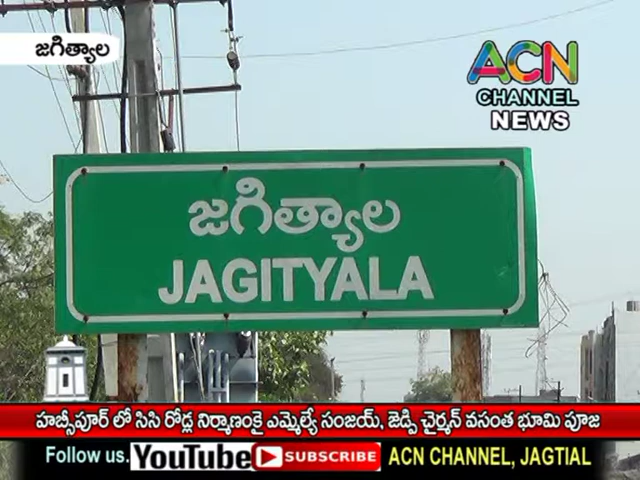 జగిత్యాల
ACN
CHANNEL
NEWS
జగిత్యాల
JAGITYALA
హబ్సీపూర్ లో సిసి రోడ్ల నిర్మాణంకై ఎమ్మెల్యే సంజయ్, జెడ్పి చైర్మన్ వసంత భూమి పూజ
Follow us. YouTube SUBSCRIBE ACN CHANNEL, JAGTIAL